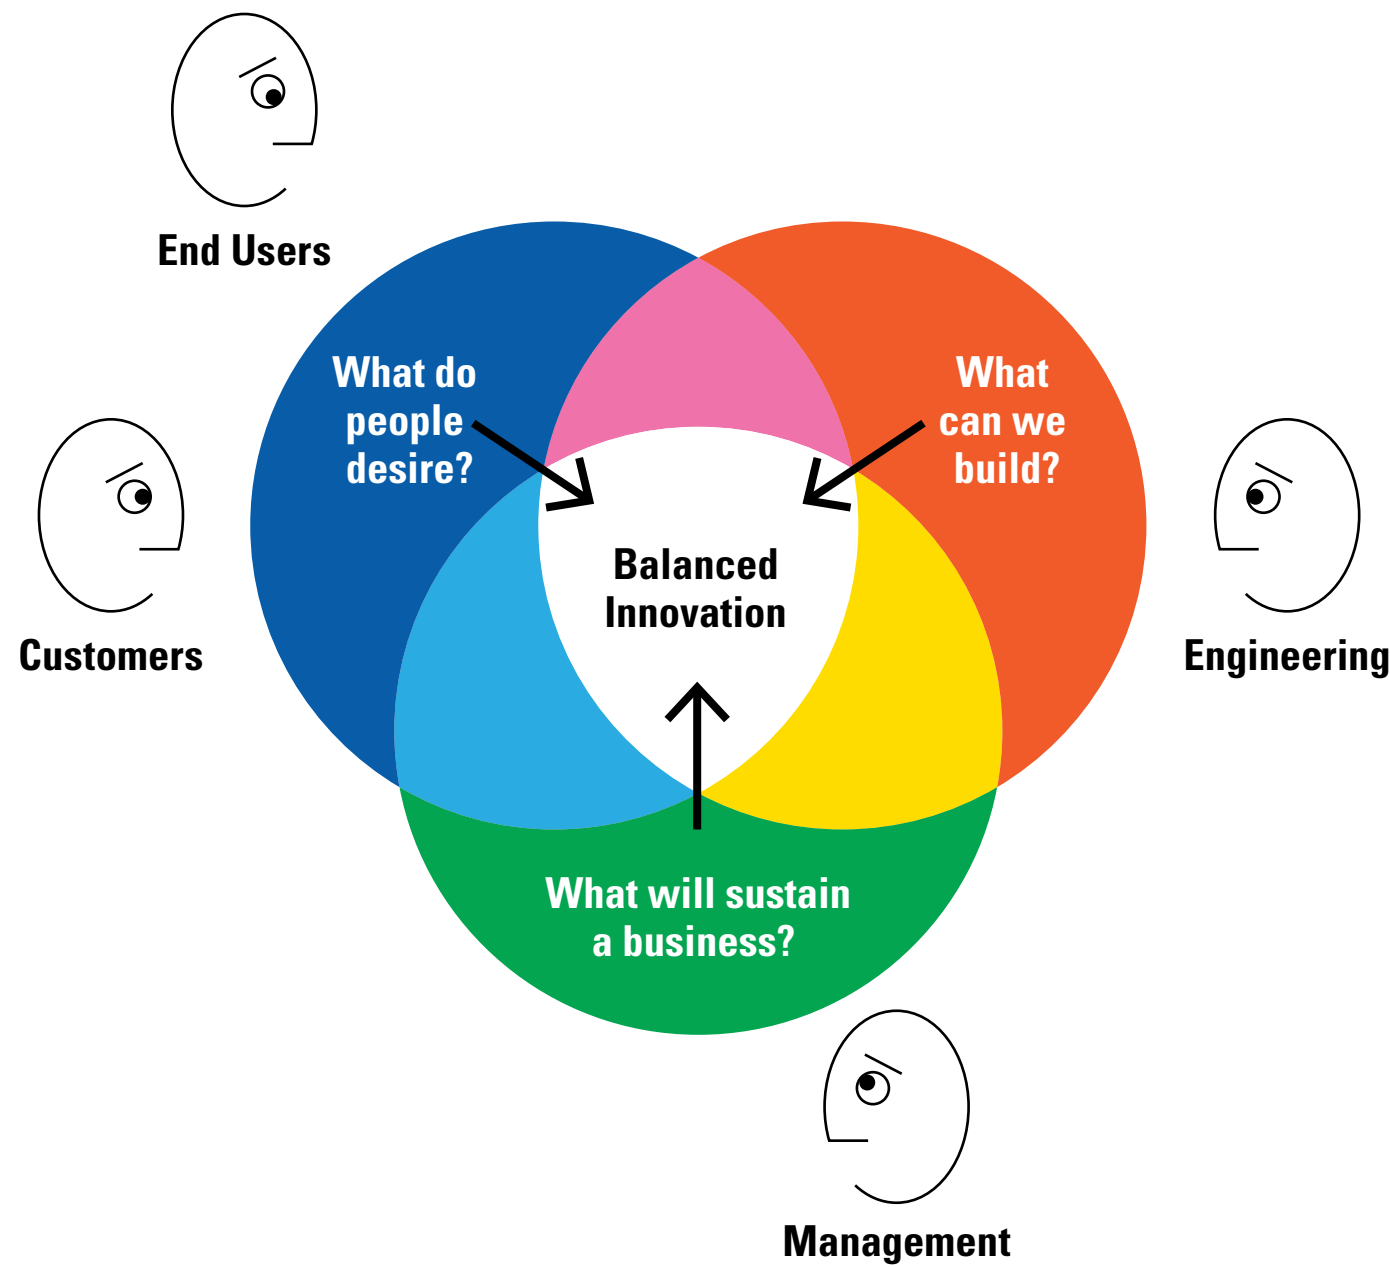 End Users
What do
people
desire?
What
can we
build?
Balanced
Innovation
Customers
Engineering
What will sustain
a business?
Management